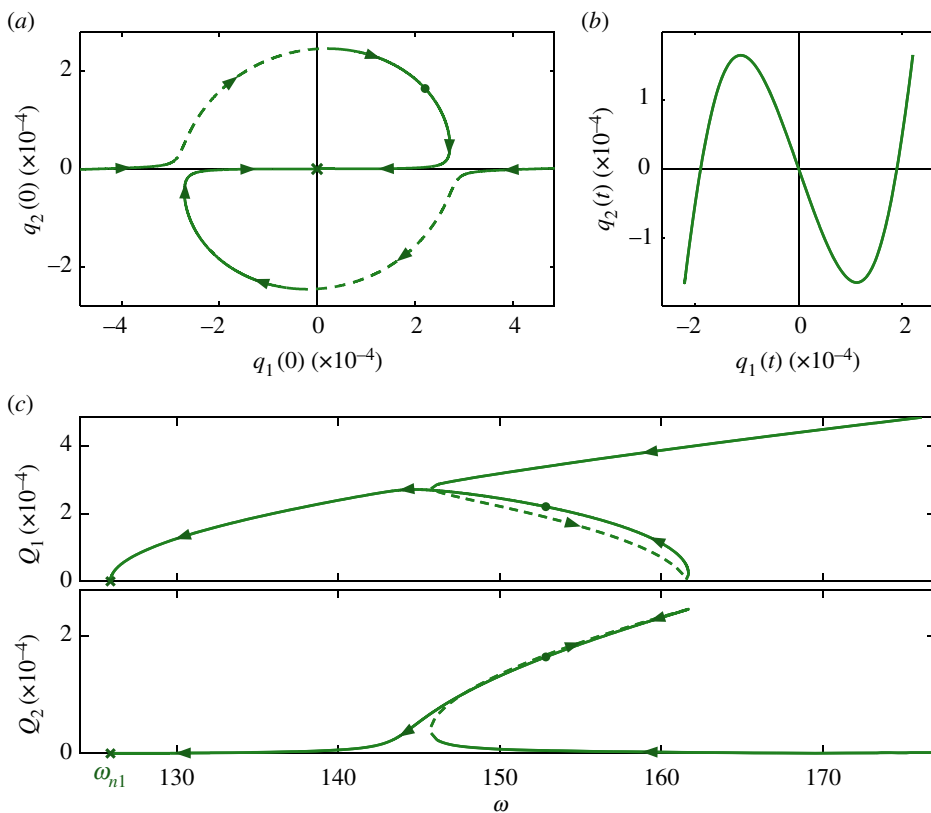 (a)
(b)
2
0
−2
q2(0) (×10–4)
−4
−2
0
2
4
q1(0) (×10–4)
1
0
−1
q2(t) (×10–4)
−2
0
2
q1(t) (×10–4)
(c)
4
2
0
Q1(×10–4)
2
0
Q2(×10–4)
ωn1
130
140
150
160
170
ω